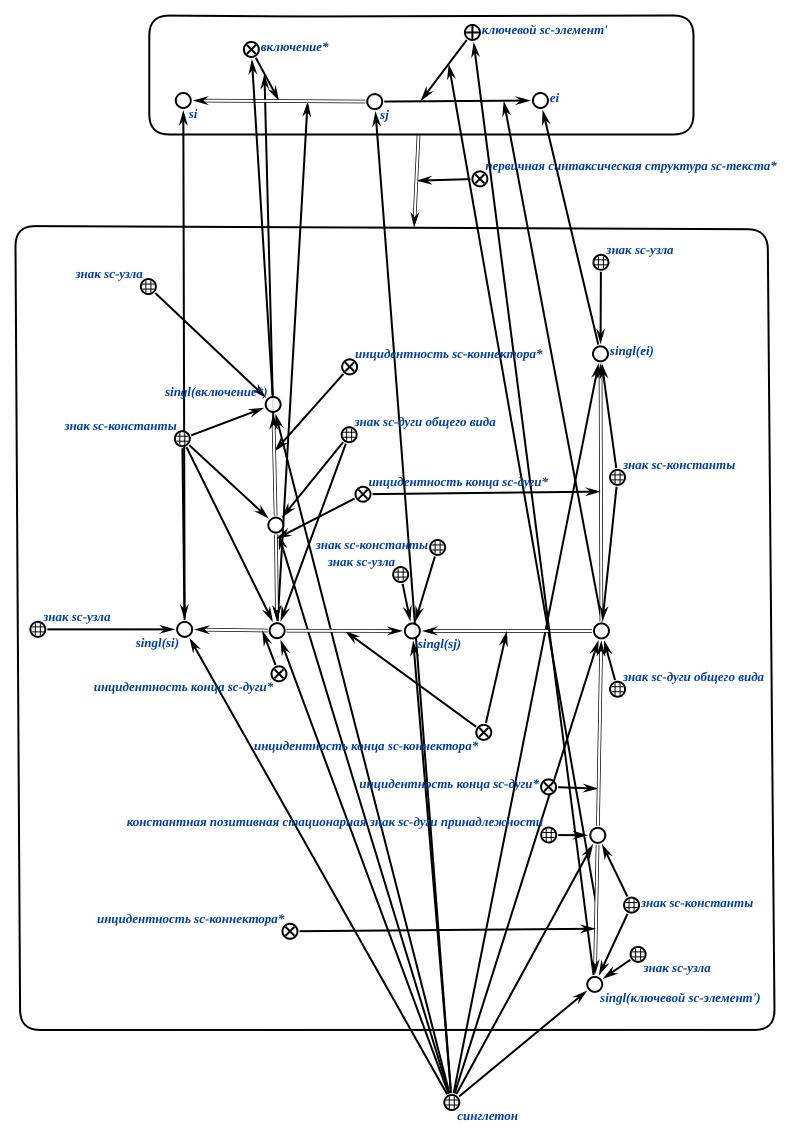 ключевой sc-элемент'
включение*
ei
si
sj
первичная синтаксическая структура sc-текста*
знак sc-узла
знак sc-узла
singl(ei)
инцидентность sc-коннектора*
singl(включение*)
знак sc-дуги общего вида
знак sc-константы
знак sc-константы
инцидентность конца sc-дуги*
знак sc-константы
знак sc-узла
знак sc-узла
singl(si)
singl(sj)
знак sc-дуги общего вида
инцидентность конца sc-дуги*
инцидентность конца sc-коннектора*
инцидентность конца sc-дуги*
константная позитивная стационарная знак sc-дуги принадлежности
знак sc-константы
инцидентность sc-коннектора*
знак sc-узла
singl(ключевой sc-элемент')
синглетон